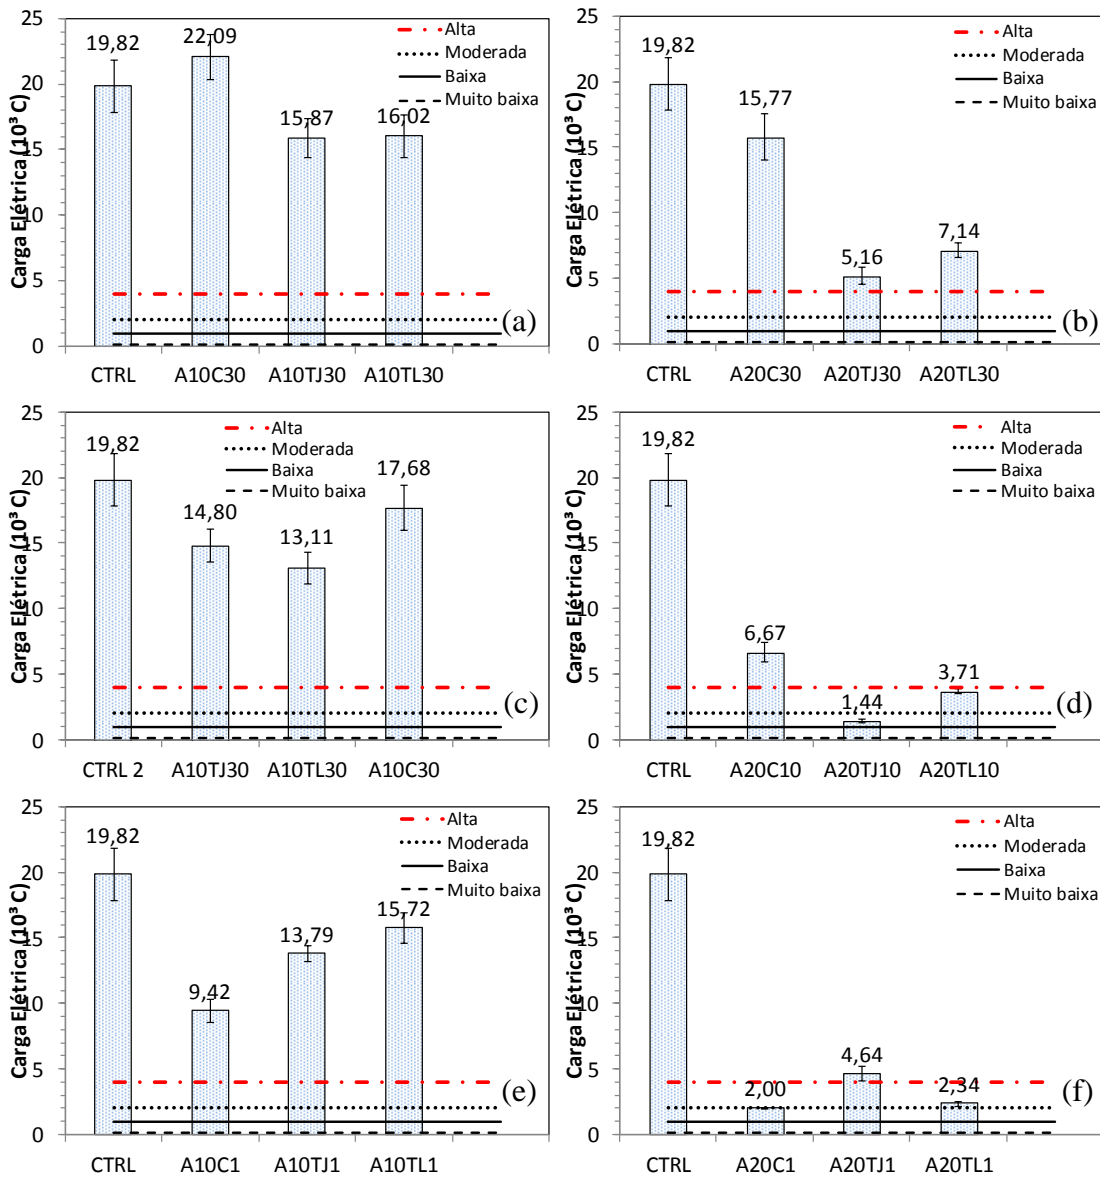 Carga Elétrica (10³ C)
25
20
15
10
5
0
19,82
22,09
15,87
16,02
Alta
Moderada
Baixa
Muito baixa
(a)
CTRL A10C30 A10TJ30 A10TL30
Carga Elétrica (10³ C)
25
20
15
10
5
0
19,82
15,77
5,16
7,14
Alta
Moderada
Baixa
Muito baixa
(b)
CTRL A20C30 A20TJ30 A20TL30
Carga Elétrica (10³ C)
25
20
15
10
5
0
19,82
14,80
13,11
17,68
Alta
Moderada
Baixa
Muito baixa
(c)
CTRL 2 A10TJ30 A10TL30 A10C30
Carga Elétrica (10³ C)
25
20
15
10
5
0
19,82
6,67
1,44
3,71
Alta
Moderada
Baixa
Muito baixa
(d)
CTRL A20C10 A20TJ10 A20TL10
Carga Elétrica (10³ C)
25
20
15
10
5
0
19,82
9,42
13,79
15,72
Alta
Moderada
Baixa
Muito baixa
(e)
CTRL A10C1 A10TJ1 A10TL1
Carga Elétrica (10³ C)
25
20
15
10
5
0
19,82
2,00
4,64
2,34
Alta
Moderada
Baixa
Muito baixa
(f)
CTRL A20C1 A20TJ1 A20TL1